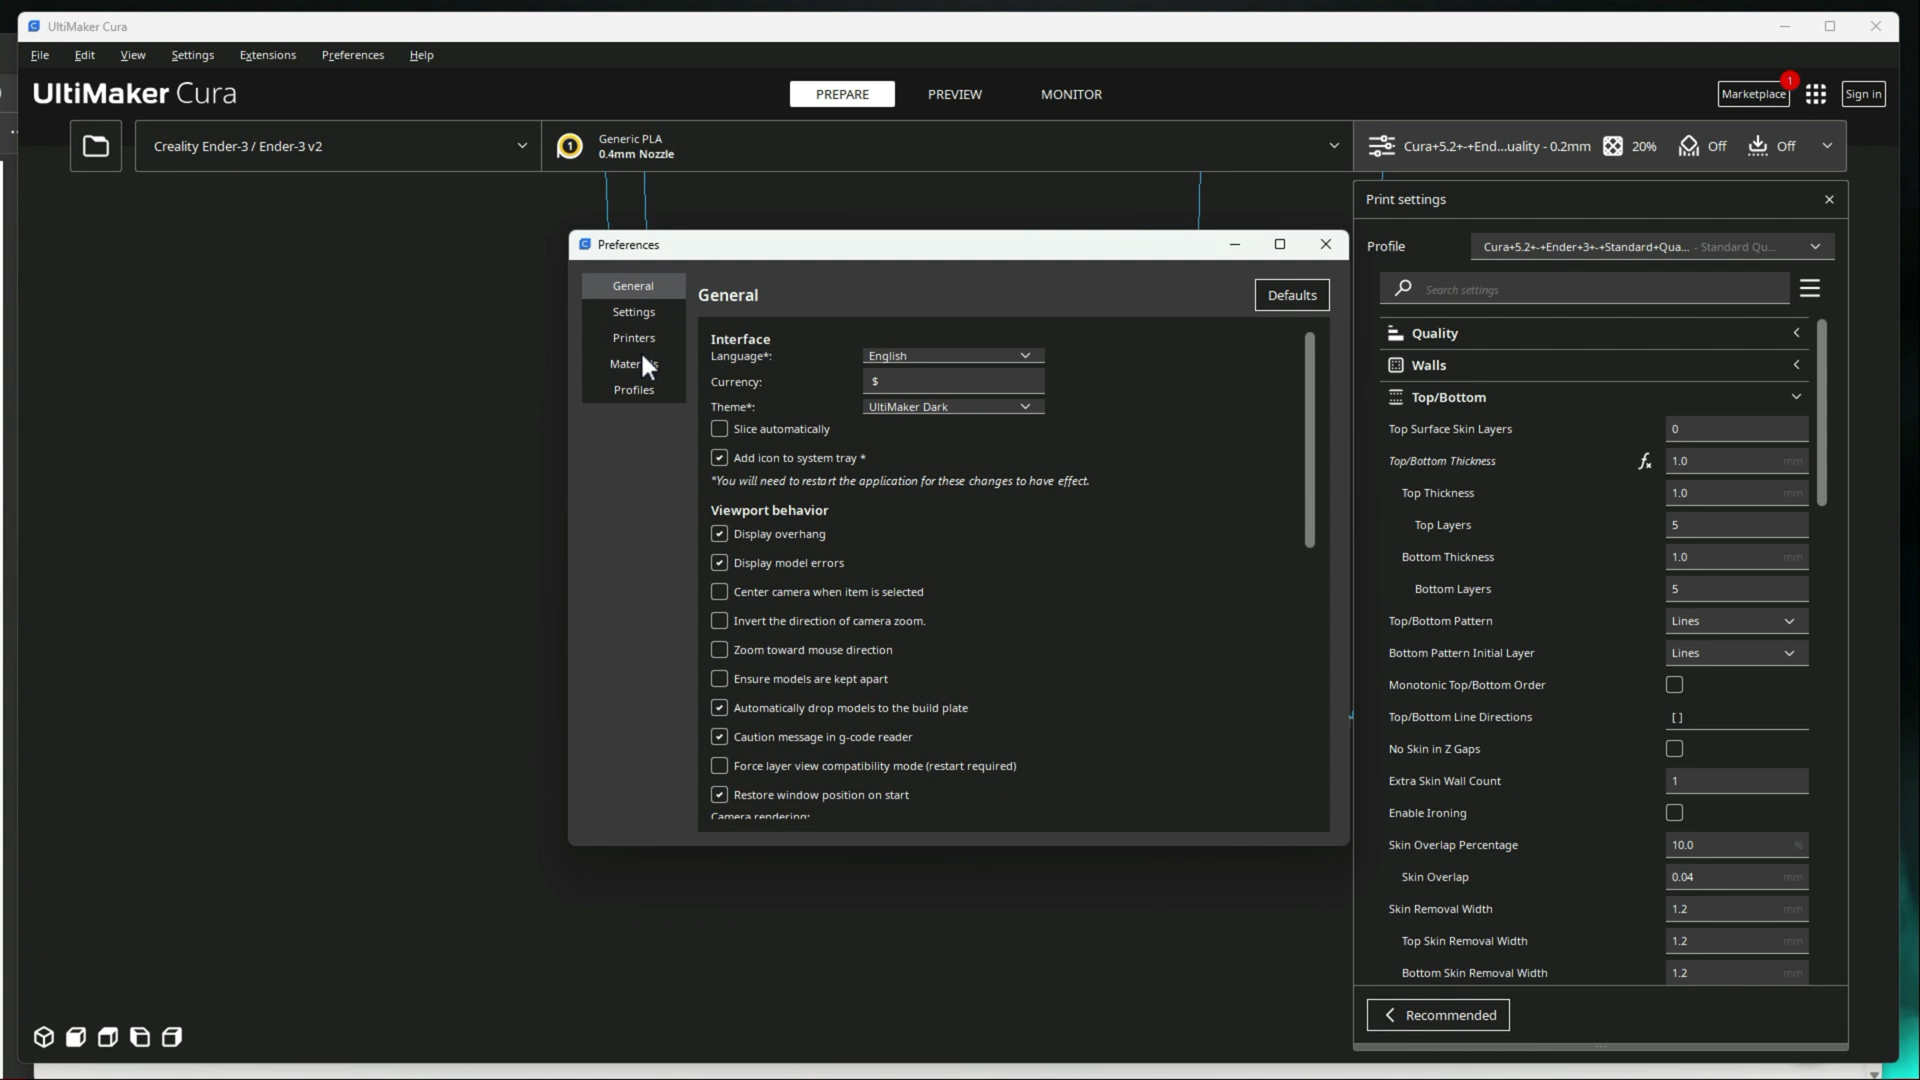 UltiMaker Cura
File Edit View Settings Extensions Preferences Help
UltiMaker Cura
PREPARE PREVIEW MONITOR
Marketplace 1 Sign in
Creality Ender-3 / Ender-3 v2
1 Generic PLA
0.4mm Nozzle
Cura+5.2+-+End...uality - 0.2mm 20% Off Off
Preferences
General
Settings
Printers
Profiles
General
Defaults
Interface
Language*: English
Currency: $
Theme*: UltiMaker Dark
Slice automatically
Add icon to system tray *
*You will need to restart the application for these changes to have effect.
Viewport behavior
Display overhang
Display model errors
Center camera when item is selected
Invert the direction of camera zoom.
Zoom toward mouse direction
Ensure models are kept apart
Automatically drop models to the build plate
Caution message in g-code reader
Force layer view compatibility mode (restart required)
Restore window position on start
Camera rendering:
Print settings
Profile Cura+5.2+-+Ender+3+-+Standard+Qua... - Standard Qu...
Search settings
Quality
Walls
Top/Bottom
Top Surface Skin Layers 0
Top/Bottom Thickness fx 1.0 mm
Top Thickness 1.0 mm
Top Layers 5
Bottom Thickness 1.0 mm
Bottom Layers 5
Top/Bottom Pattern Lines
Bottom Pattern Initial Layer Lines
Monotonic Top/Bottom Order
Top/Bottom Line Directions [ ]
No Skin in Z Gaps
Extra Skin Wall Count 1
Enable Ironing
Skin Overlap Percentage 10.0 %
Skin Overlap 0.04 mm
Skin Removal Width 1.2 mm
Top Skin Removal Width 1.2 mm
Bottom Skin Removal Width 1.2 mm
Recommended